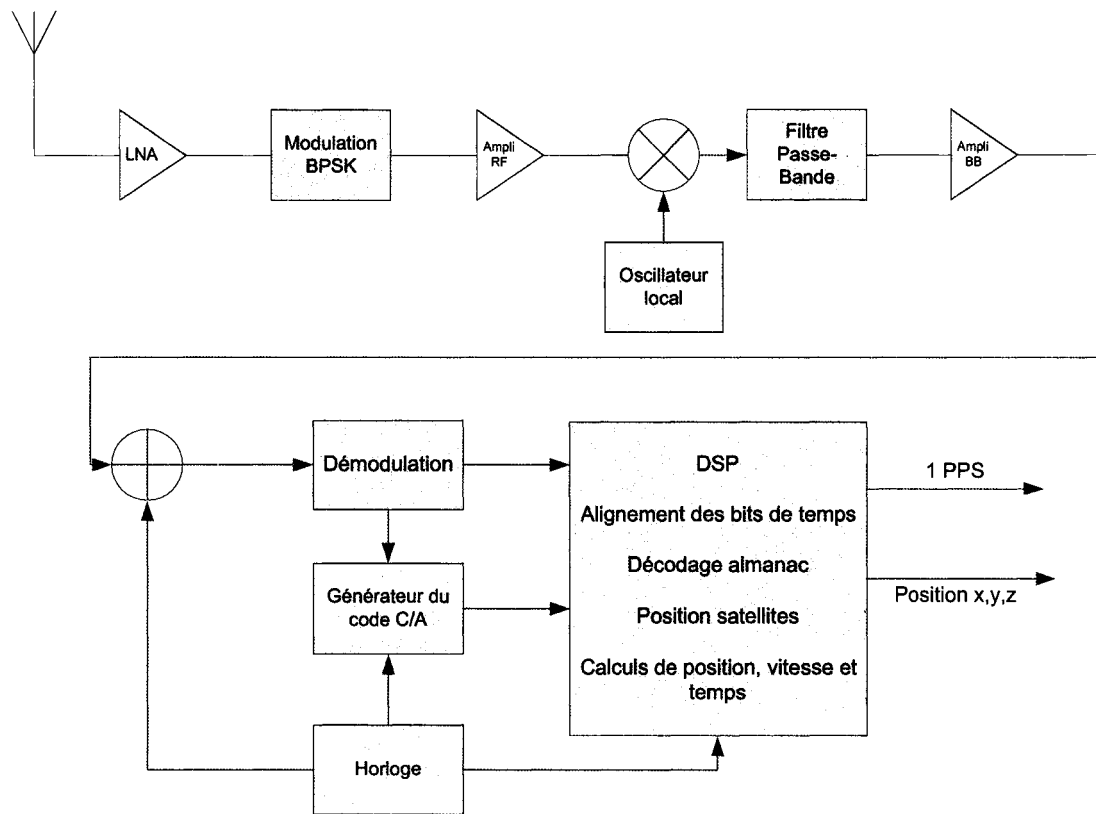 LNA
Modulation
BPSK
Ampli
RF
Filtre
Passe-
Bande
Ampli
BB
Oscillateur
local
Démodulation
DSP
Alignement des bits de temps
Décodage almanac
Position satellites
Calculs de position, vitesse et
temps
1 PPS
Position x,y,z
Générateur du
code C/A
Horloge